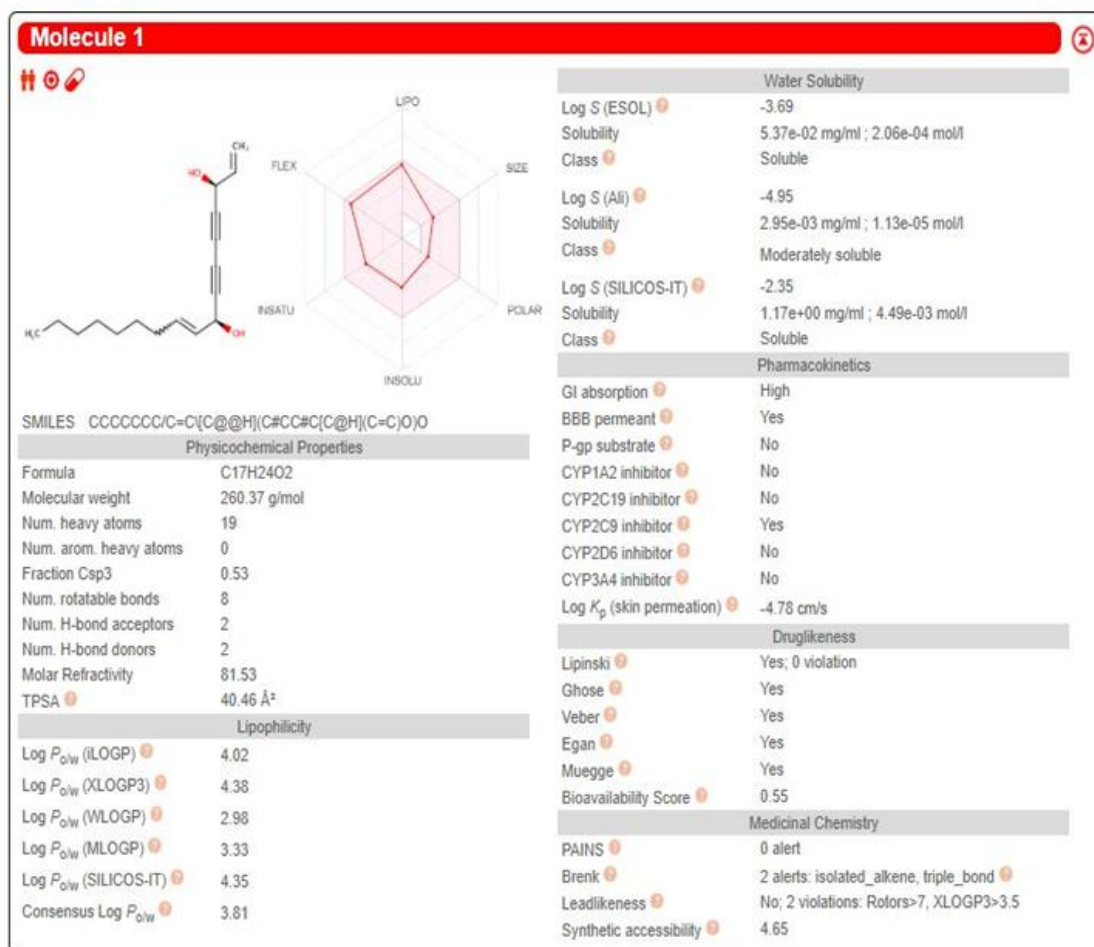 Molecule 1
LIPO
FLEX
SIZE
INSATU
POLAR
INSOLU
CH₂
HO
OH
H₃C
SMILES CCCCCCC/C=C\[C@@H](C#CC#C[C@H](C=C)O)O
Physicochemical Properties
Formula C17H24O2
Molecular weight 260.37 g/mol
Num. heavy atoms 19
Num. arom. heavy atoms 0
Fraction Csp3 0.53
Num. rotatable bonds 8
Num. H-bond acceptors 2
Num. H-bond donors 2
Molar Refractivity 81.53
TPSA ? 40.46 Å²
Lipophilicity
Log Po/w (iLOGP) ? 4.02
Log Po/w (XLOGP3) ? 4.38
Log Po/w (WLOGP) ? 2.98
Log Po/w (MLOGP) ? 3.33
Log Po/w (SILICOS-IT) ? 4.35
Consensus Log Po/w ? 3.81
Water Solubility
Log S (ESOL) ? -3.69
Solubility 5.37e-02 mg/ml ; 2.06e-04 mol/l
Class ? Soluble
Log S (Ali) ? -4.95
Solubility 2.95e-03 mg/ml ; 1.13e-05 mol/l
Class ? Moderately soluble
Log S (SILICOS-IT) ? -2.35
Solubility 1.17e+00 mg/ml ; 4.49e-03 mol/l
Class ? Soluble
Pharmacokinetics
GI absorption ? High
BBB permeant ? Yes
P-gp substrate ? No
CYP1A2 inhibitor ? No
CYP2C19 inhibitor ? No
CYP2C9 inhibitor ? Yes
CYP2D6 inhibitor ? No
CYP3A4 inhibitor ? No
Log Kp (skin permeation) ? -4.78 cm/s
Druglikeness
Lipinski ? Yes; 0 violation
Ghose ? Yes
Veber ? Yes
Egan ? Yes
Muegge ? Yes
Bioavailability Score ? 0.55
Medicinal Chemistry
PAINS ? 0 alert
Brenk ? 2 alerts: isolated_alkene, triple_bond ?
Leadlikeness ? No; 2 violations: Rotors>7, XLOGP3>3.5
Synthetic accessibility ? 4.65